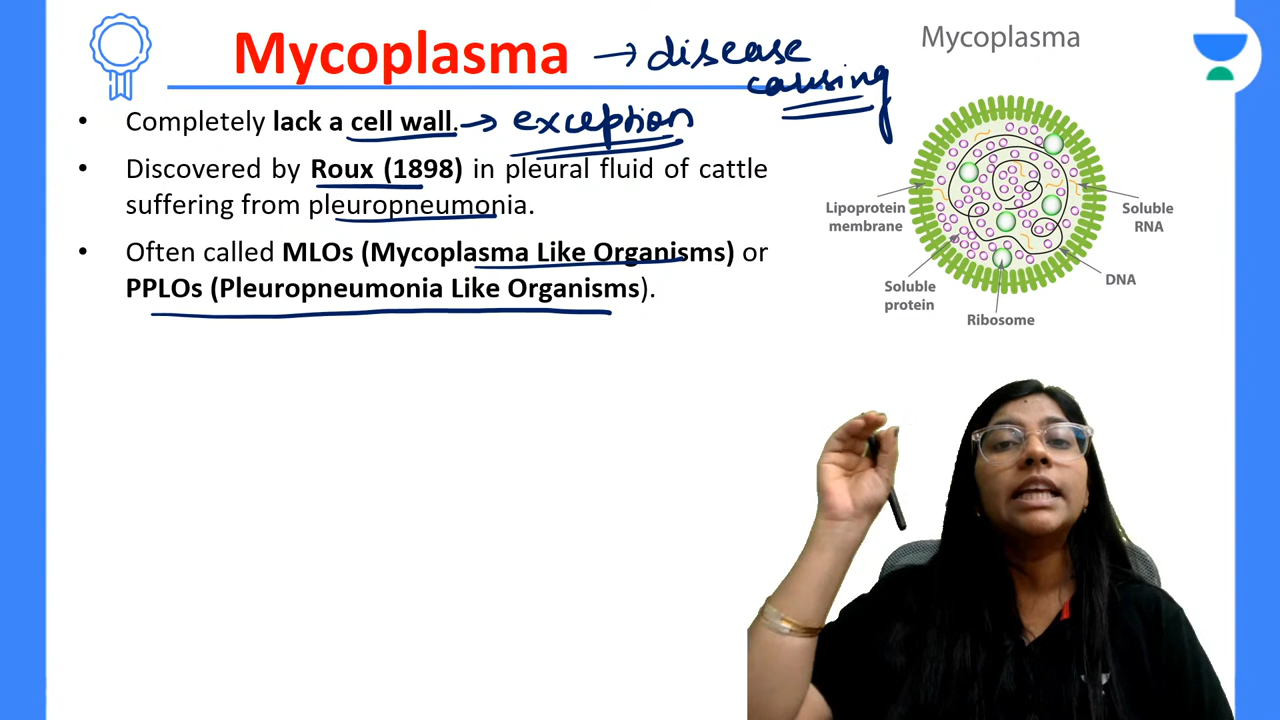 Mycoplasma → disease
causing
• Completely lack a cell wall. → exception
• Discovered by Roux (1898) in pleural fluid of cattle
suffering from pleuropneumonia.
• Often called MLOs (Mycoplasma Like Organisms) or
PPLOs (Pleuropneumonia Like Organisms).
Mycoplasma
Lipoprotein
membrane
Soluble
RNA
Soluble
protein
DNA
Ribosome